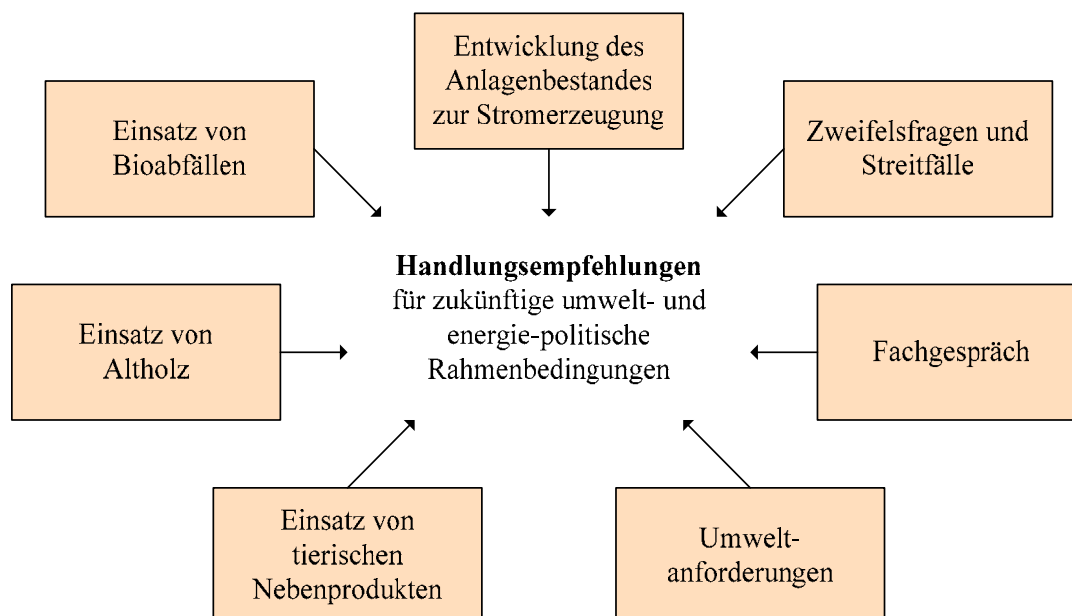 Entwicklung des
Anlagenbestandes
zur Stromerzeugung
Einsatz von
Bioabfällen
Zweifelsfragen und
Streitfälle
Handlungsempfehlungen
für zukünftige umwelt- und
energie-politische
Rahmenbedingungen
Einsatz von
Altholz
Fachgespräch
Einsatz von
tierischen
Nebenprodukten
Umwelt-
anforderungen